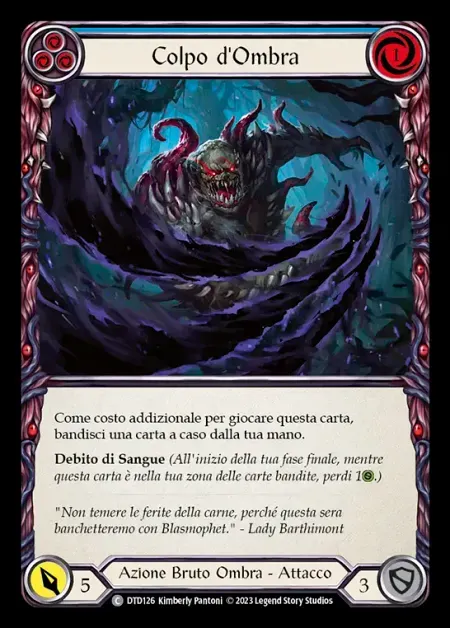 Colpo d'Ombra
1
Come costo addizionale per giocare questa carta,
bandisci una carta a caso dalla tua mano.
Debito di Sangue (All'inizio della tua fase finale, mentre
questa carta è nella tua zona delle carte bandite, perdi 1.)
"Non temere le ferite della carne, perché questa sera
banchetteremo con Blasmophet." - Lady Barthimont
5
Azione Bruto Ombra - Attacco
3
C DTD126 Kimberly Pantoni © 2023 Legend Story Studios